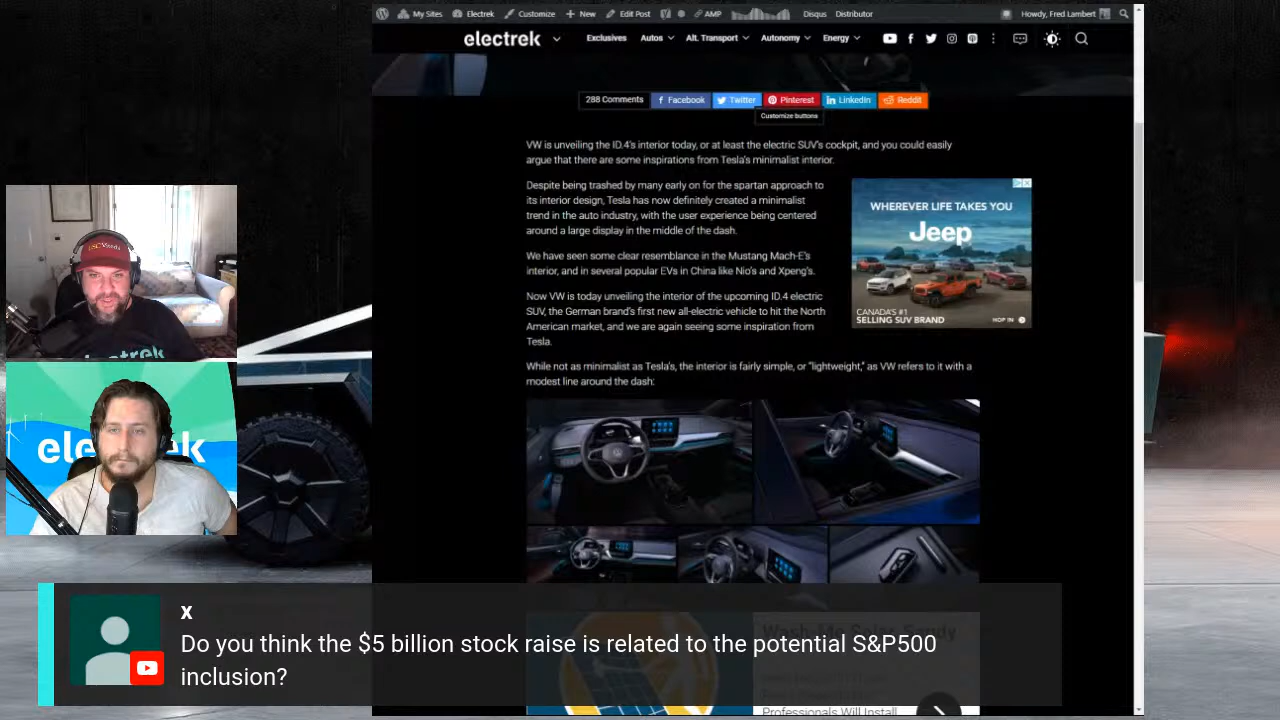 My Sites
Electrek
Customize
New
Edit Post
AMP
Disqus
Distributor
Howdy, Fred Lambert
electrek
Exclusives
Autos
Alt. Transport
Autonomy
Energy
288 Comments
Facebook
Twitter
Pinterest
LinkedIn
Reddit
Customize buttons
VW is unveiling the ID.4's interior today, or at least the electric SUV's cockpit, and you could easily
argue that there are some inspirations from Tesla's minimalist interior.
Despite being trashed by many early on for the spartan approach to
its interior design, Tesla has now definitely created a minimalist
trend in the auto industry, with the user experience being centered
around a large display in the middle of the dash.
We have seen some clear resemblance in the Mustang Mach-E's
interior, and in several popular EVs in China like Nio's and Xpeng's.
Now VW is today unveiling the interior of the upcoming ID.4 electric
SUV, the German brand's first new all-electric vehicle to hit the North
American market, and we are again seeing some inspiration from
Tesla.
While not as minimalist as Tesla's, the interior is fairly simple, or "lightweight," as VW refers to it with a
modest line around the dash:
WHEREVER LIFE TAKES YOU
Jeep
CANADA'S #1
SELLING SUV BRAND
HOP IN
USC
electrek
ele ek
x
Do you think the $5 billion stock raise is related to the potential S&P500
inclusion?
Professionals Will Install